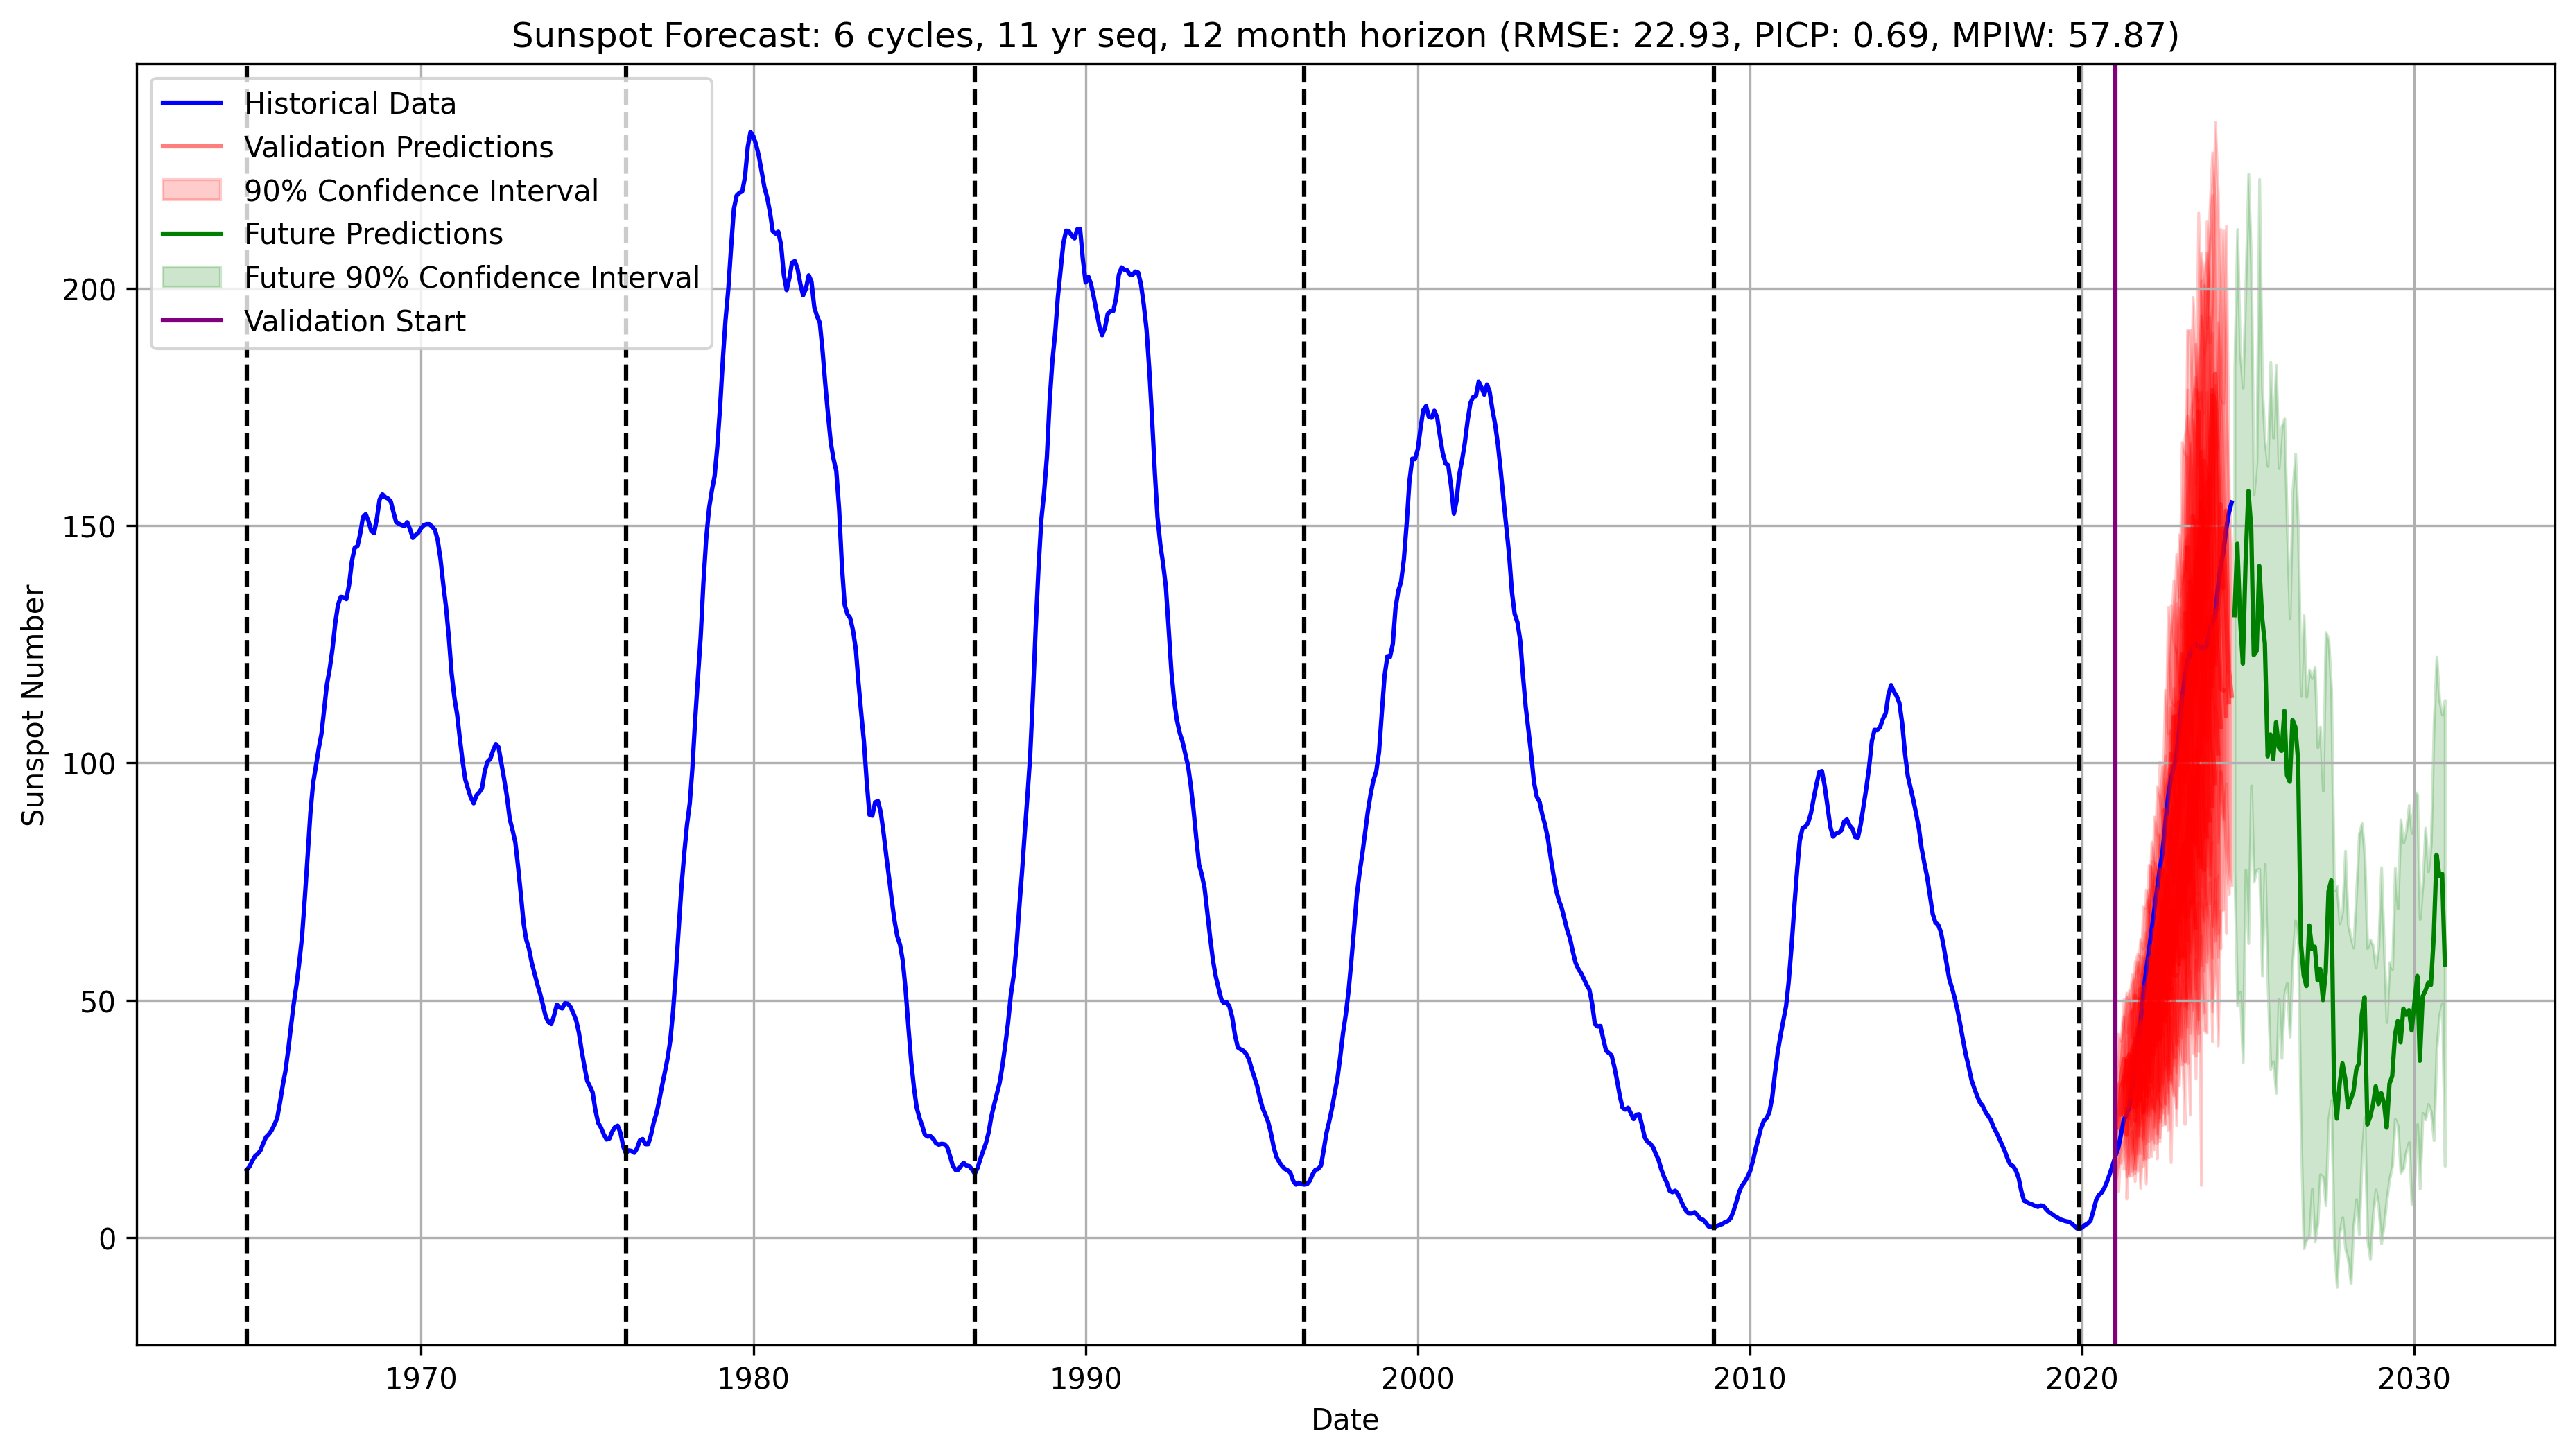 Sunspot Forecast: 6 cycles, 11 yr seq, 12 month horizon (RMSE: 22.93, PICP: 0.69, MPIW: 57.87)
Historical Data
Validation Predictions
90% Confidence Interval
Future Predictions
Future 90% Confidence Interval
Validation Start
Sunspot Number
200
150
100
50
0
1970
1980
1990
2000
2010
2020
2030
Date